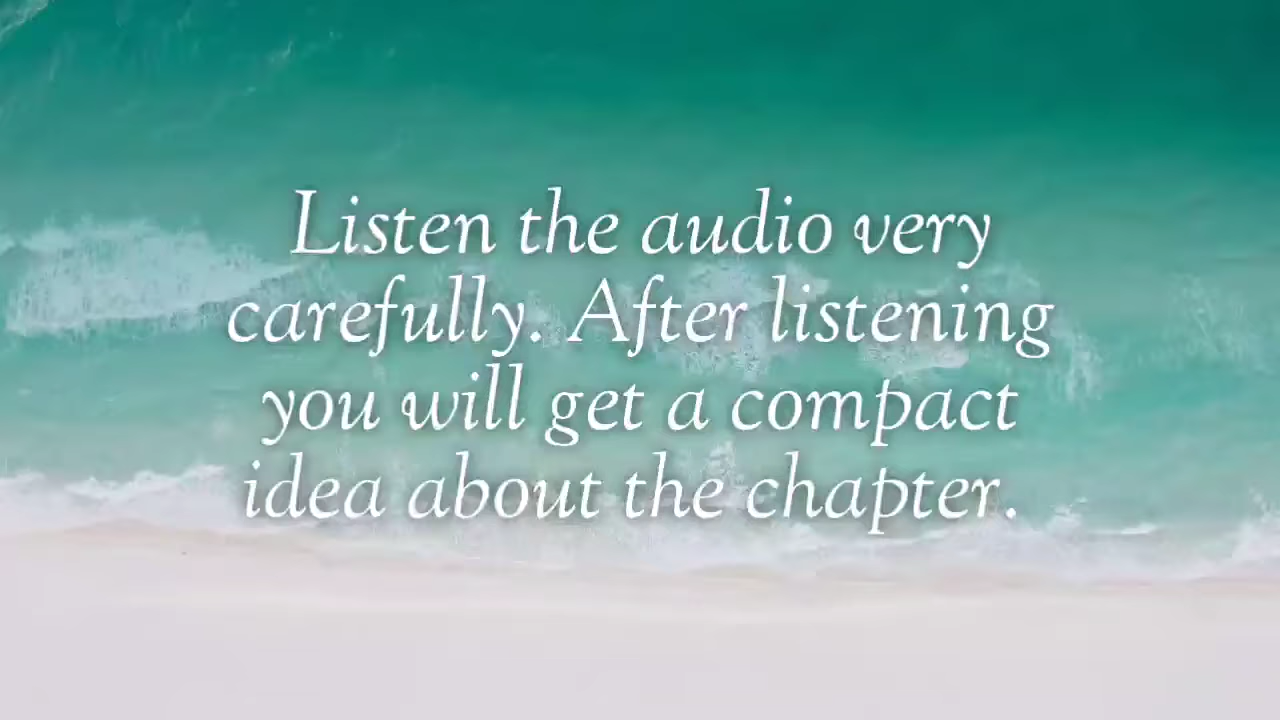 Listen the audio very
carefully. After listening
you will get a compact
idea about the chapter.